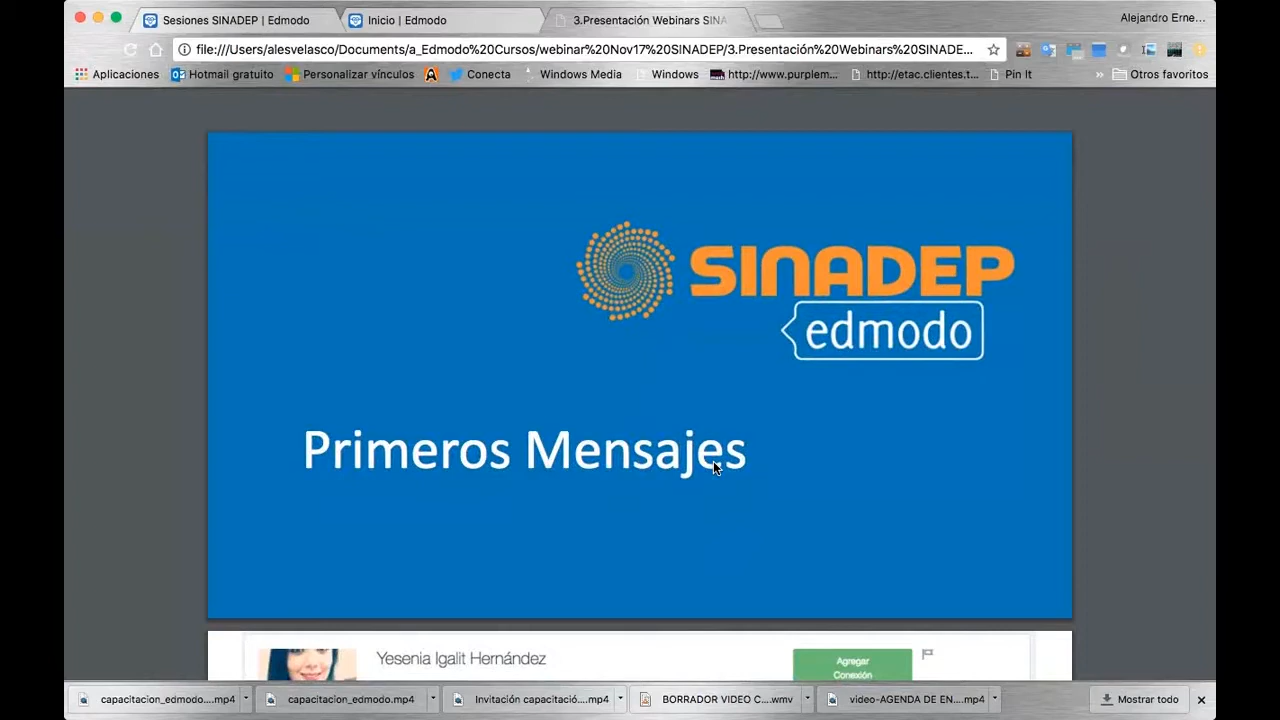 Sesiones SINADEP | Edmodo
Inicio | Edmodo
3.Presentación Webinars SINA
Alejandro Erne...
file:///Users/alesvelasco/Documents/a_Edmodo%20Cursos/webinar%20Nov17%20SINADEP/3.Presentación%20Webinars%20SINADE...
Aplicaciones
Hotmail gratuito
Personalizar vínculos
Conecta
Windows Media
Windows
http://www.purplem...
http://etac.clientes.t...
Pin It
»
Otros favoritos
SINADEP
edmodo
Primeros Mensajes
Yesenia Igalit Hernández
Agregar
Conexión
capacitacion_edmodo....mp4
capacitacion_edmodo.mp4
Invitación capacitació....mp4
BORRADOR VIDEO C....wmv
video-AGENDA DE EN....mp4
Mostrar todo